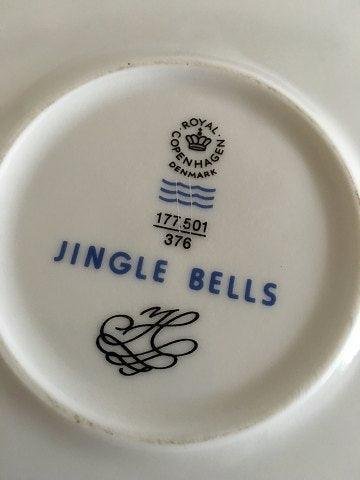 ROYAL
COPENHAGEN
DENMARK
177.501
376
JINGLE BELLS